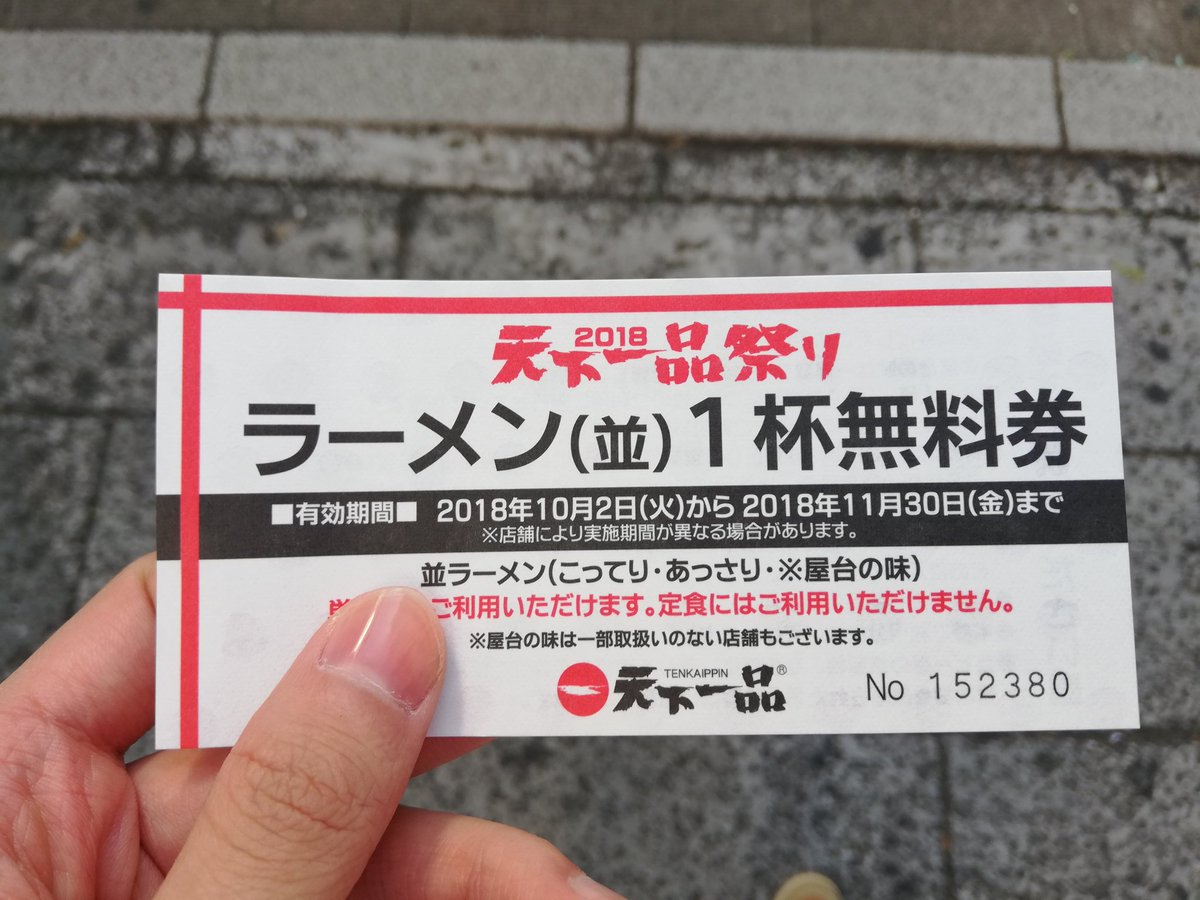 2018
天下一品祭り
ラーメン(並)1杯無料券
■有効期間■ 2018年10月2日(火)から 2018年11月30日(金)まで
※店舗により実施期間が異なる場合があります。
並ラーメン(こってり・あっさり・※屋台の味)
ご利用いただけます。定食にはご利用いただけません。
※屋台の味は一部取扱いのない店舗もございます。
TENKAIPPIN
天下一品®
No 152380